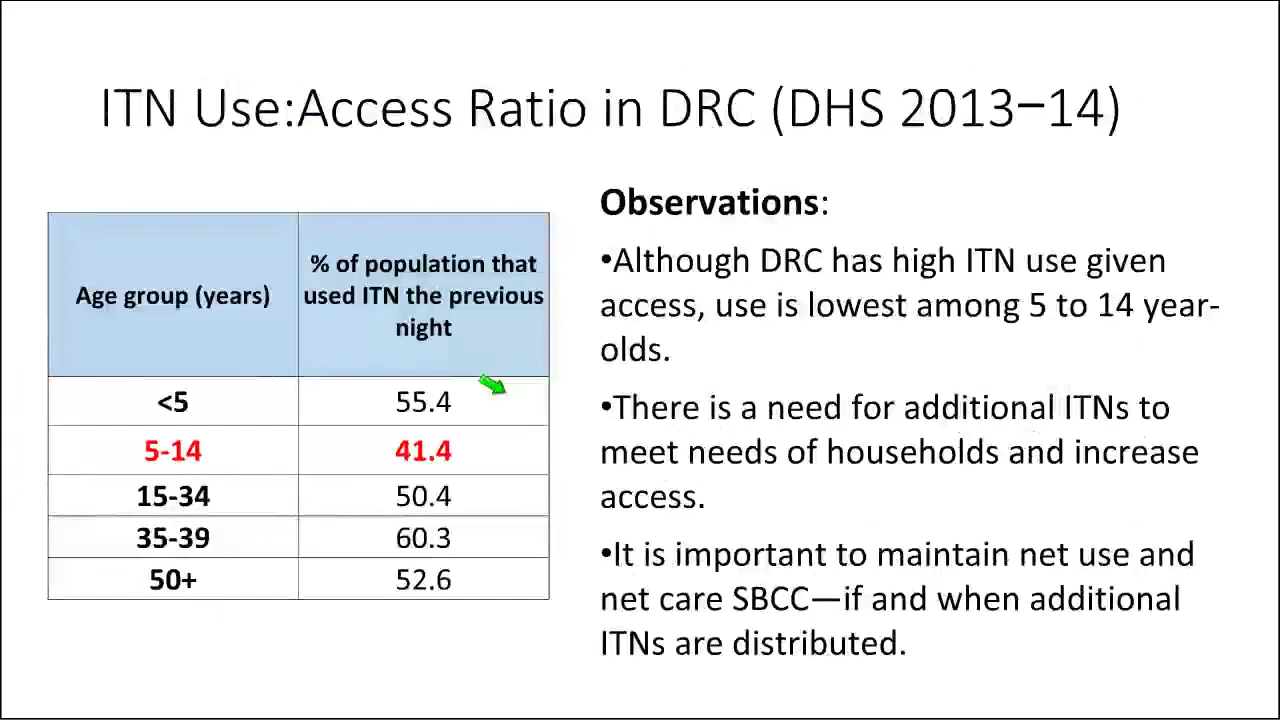 ITN Use:Access Ratio in DRC (DHS 2013–14)
Age group (years)
% of population that
used ITN the previous
night
<5 55.4
5-14 41.4
15-34 50.4
35-39 60.3
50+ 52.6
Observations:
•Although DRC has high ITN use given
access, use is lowest among 5 to 14 year-
olds.
•There is a need for additional ITNs to
meet needs of households and increase
access.
•It is important to maintain net use and
net care SBCC—if and when additional
ITNs are distributed.